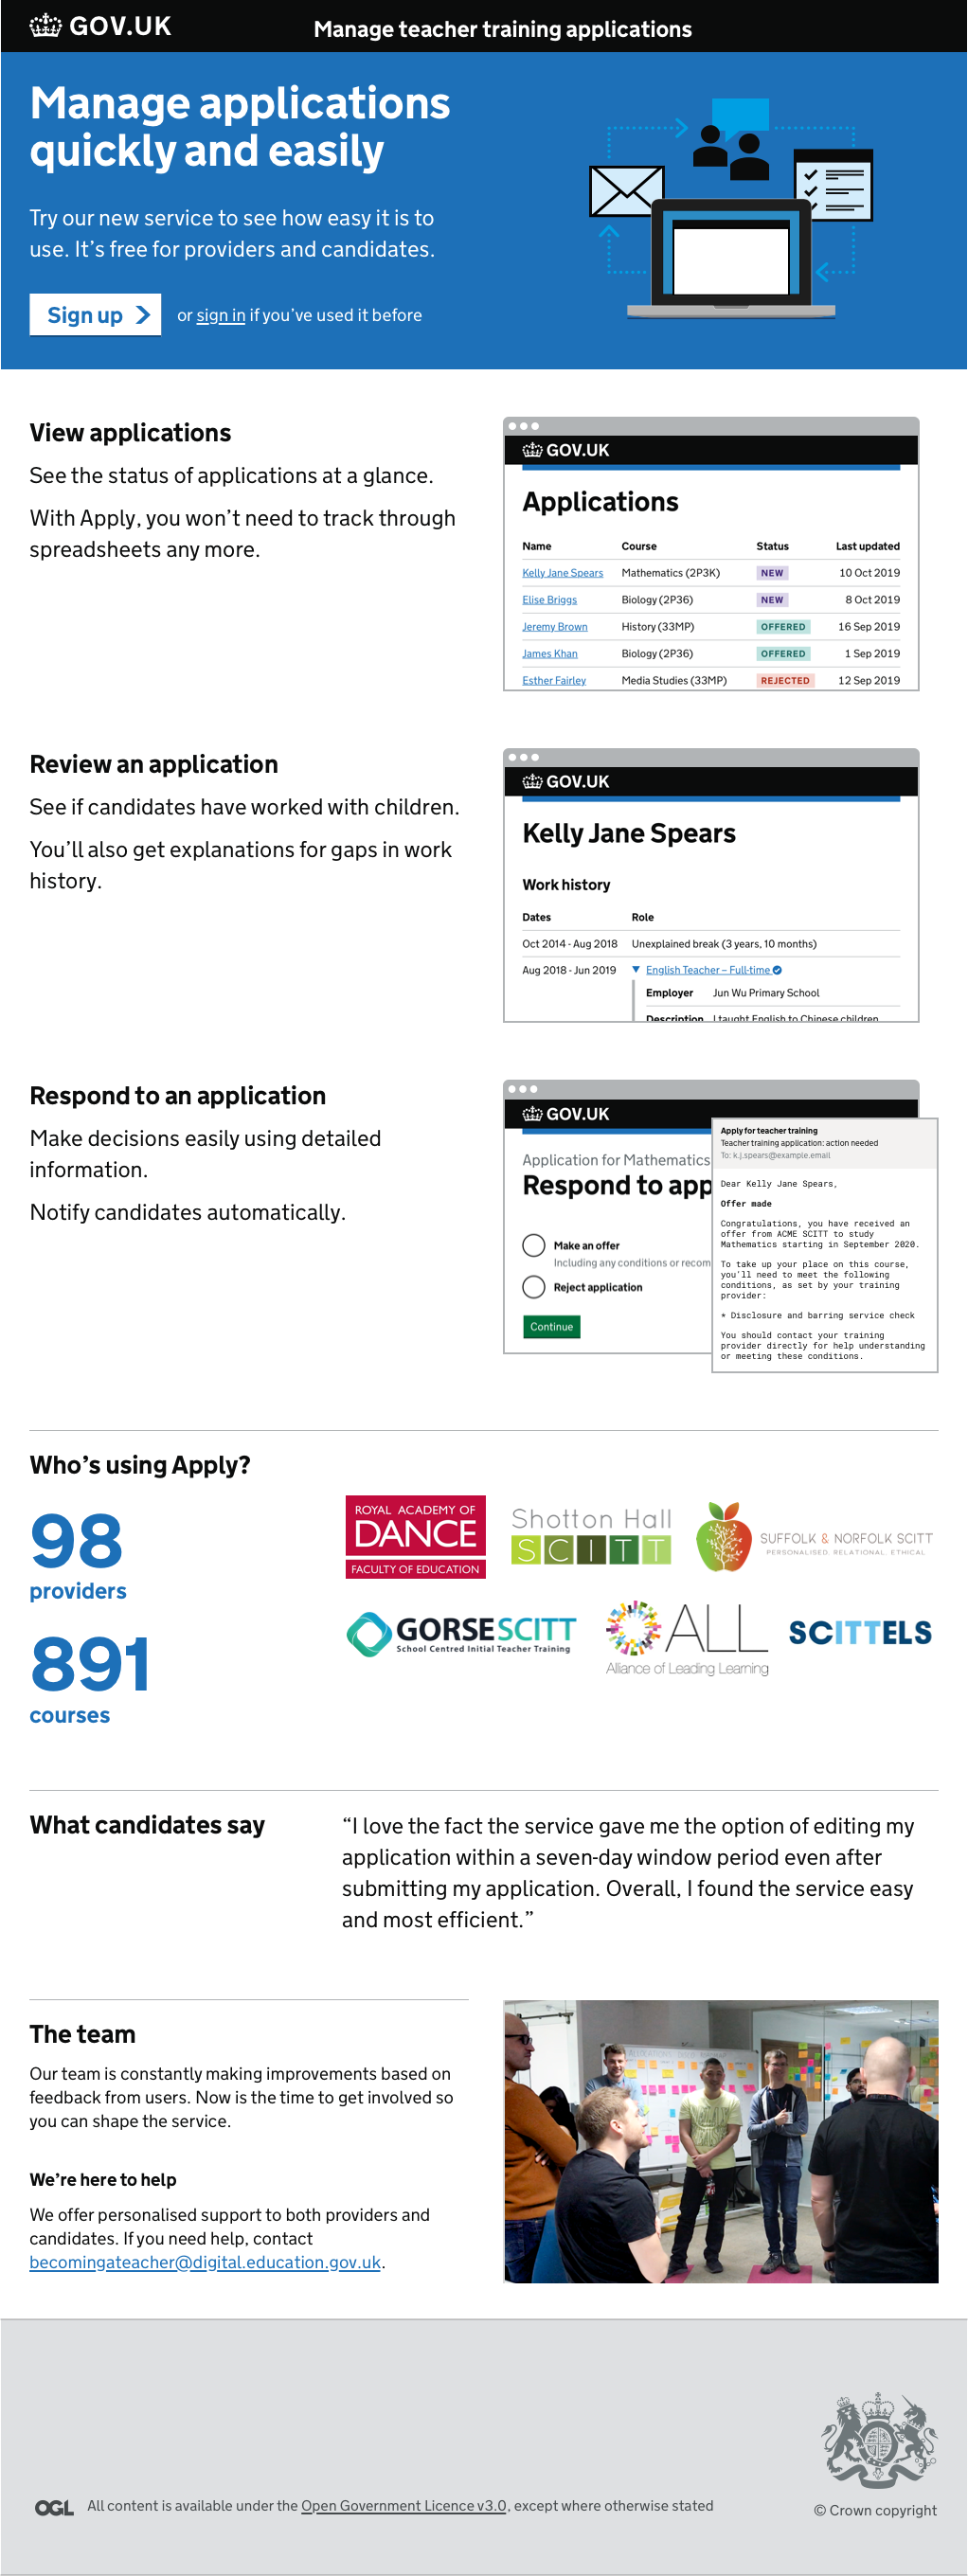 GOV.UK
Manage teacher training applications
Manage applications
quickly and easily
Try our new service to see how easy it is to
use. It’s free for providers and candidates.
Sign up
or sign in if you’ve used it before
View applications
See the status of applications at a glance.
With Apply, you won’t need to track through
spreadsheets any more.
GOV.UK
Applications
Name Course Status Last updated
Kelly Jane Spears Mathematics (2P3K) NEW 10 Oct 2019
Elise Briggs Biology (2P36) NEW 8 Oct 2019
Jeremy Brown History (33MP) OFFERED 16 Sep 2019
James Khan Biology (2P36) OFFERED 1 Sep 2019
Esther Fairley Media Studies (33MP) REJECTED 12 Sep 2019
Review an application
See if candidates have worked with children.
You’ll also get explanations for gaps in work
history.
GOV.UK
Kelly Jane Spears
Work history
Dates Role
Oct 2014 - Aug 2018 Unexplained break (3 years, 10 months)
Aug 2018 - Jun 2019 English Teacher – Full-time
Employer Jun Wu Primary School
Description I taught English to Chinese children
Respond to an application
Make decisions easily using detailed
information.
Notify candidates automatically.
GOV.UK
Application for Mathematics
Respond to app
Make an offer
Including any conditions or recom
Reject application
Continue
Apply for teacher training
Teacher training application: action needed
To: k.j.spears@example.email
Dear Kelly Jane Spears,
Offer made
Congratulations, you have received an
offer from ACME SCITT to study
Mathematics starting in September 2020.
To take up your place on this course,
you'll need to meet the following
conditions, as set by your training
provider:
* Disclosure and barring service check
You should contact your training
provider directly for help understanding
or meeting these conditions.
Who’s using Apply?
98
providers
891
courses
ROYAL ACADEMY OF
DANCE
FACULTY OF EDUCATION
Shotton Hall
SCITT
SUFFOLK & NORFOLK SCITT
PERSONALISED. RELATIONAL. ETHICAL
GORSESCITT
School Centred Initial Teacher Training
ALL
Alliance of Leading Learning
SCITTELS
What candidates say
“I love the fact the service gave me the option of editing my
application within a seven-day window period even after
submitting my application. Overall, I found the service easy
and most efficient.”
The team
Our team is constantly making improvements based on
feedback from users. Now is the time to get involved so
you can shape the service.
We’re here to help
We offer personalised support to both providers and
candidates. If you need help, contact
becomingateacher@digital.education.gov.uk.
OGL All content is available under the Open Government Licence v3.0, except where otherwise stated
© Crown copyright